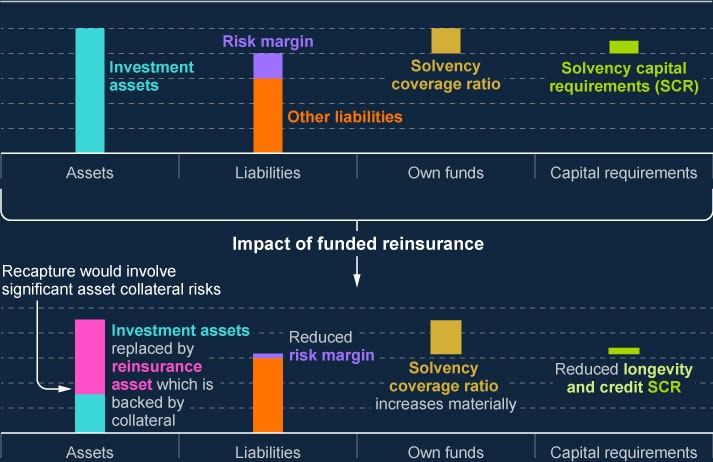 Risk margin
Investment
assets
Solvency
coverage ratio
Solvency capital
requirements (SCR)
Other liabilities
Assets
Liabilities
Own funds
Capital requirements
Impact of funded reinsurance
Recapture would involve
significant asset collateral risks
Investment assets
replaced by
reinsurance
asset which is
backed by
collateral
Reduced
risk margin
Solvency
coverage ratio
increases materially
Reduced longevity
and credit SCR
Assets
Liabilities
Own funds
Capital requirements